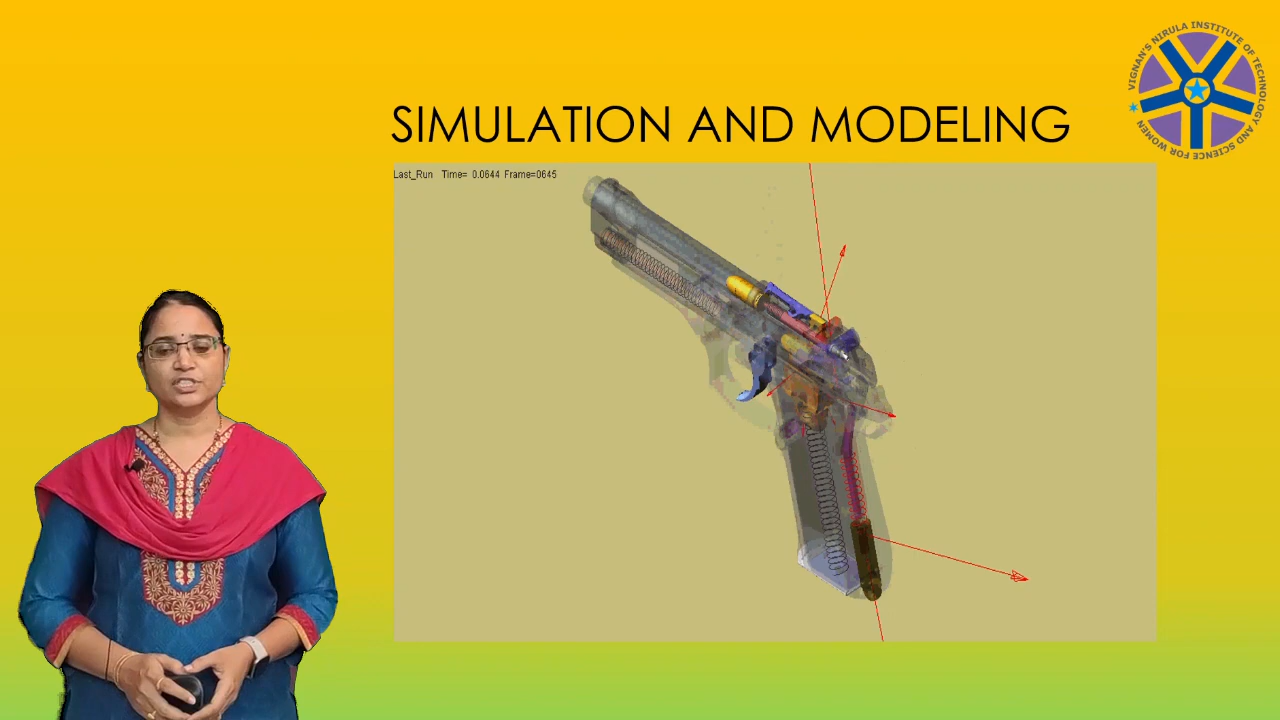 SIMULATION AND MODELING
VIGNAN'S NIRULA INSTITUTE OF TECHNOLOGY AND SCIENCE FOR WOMEN
Last_Run Time= 0.0644 Frame=0645